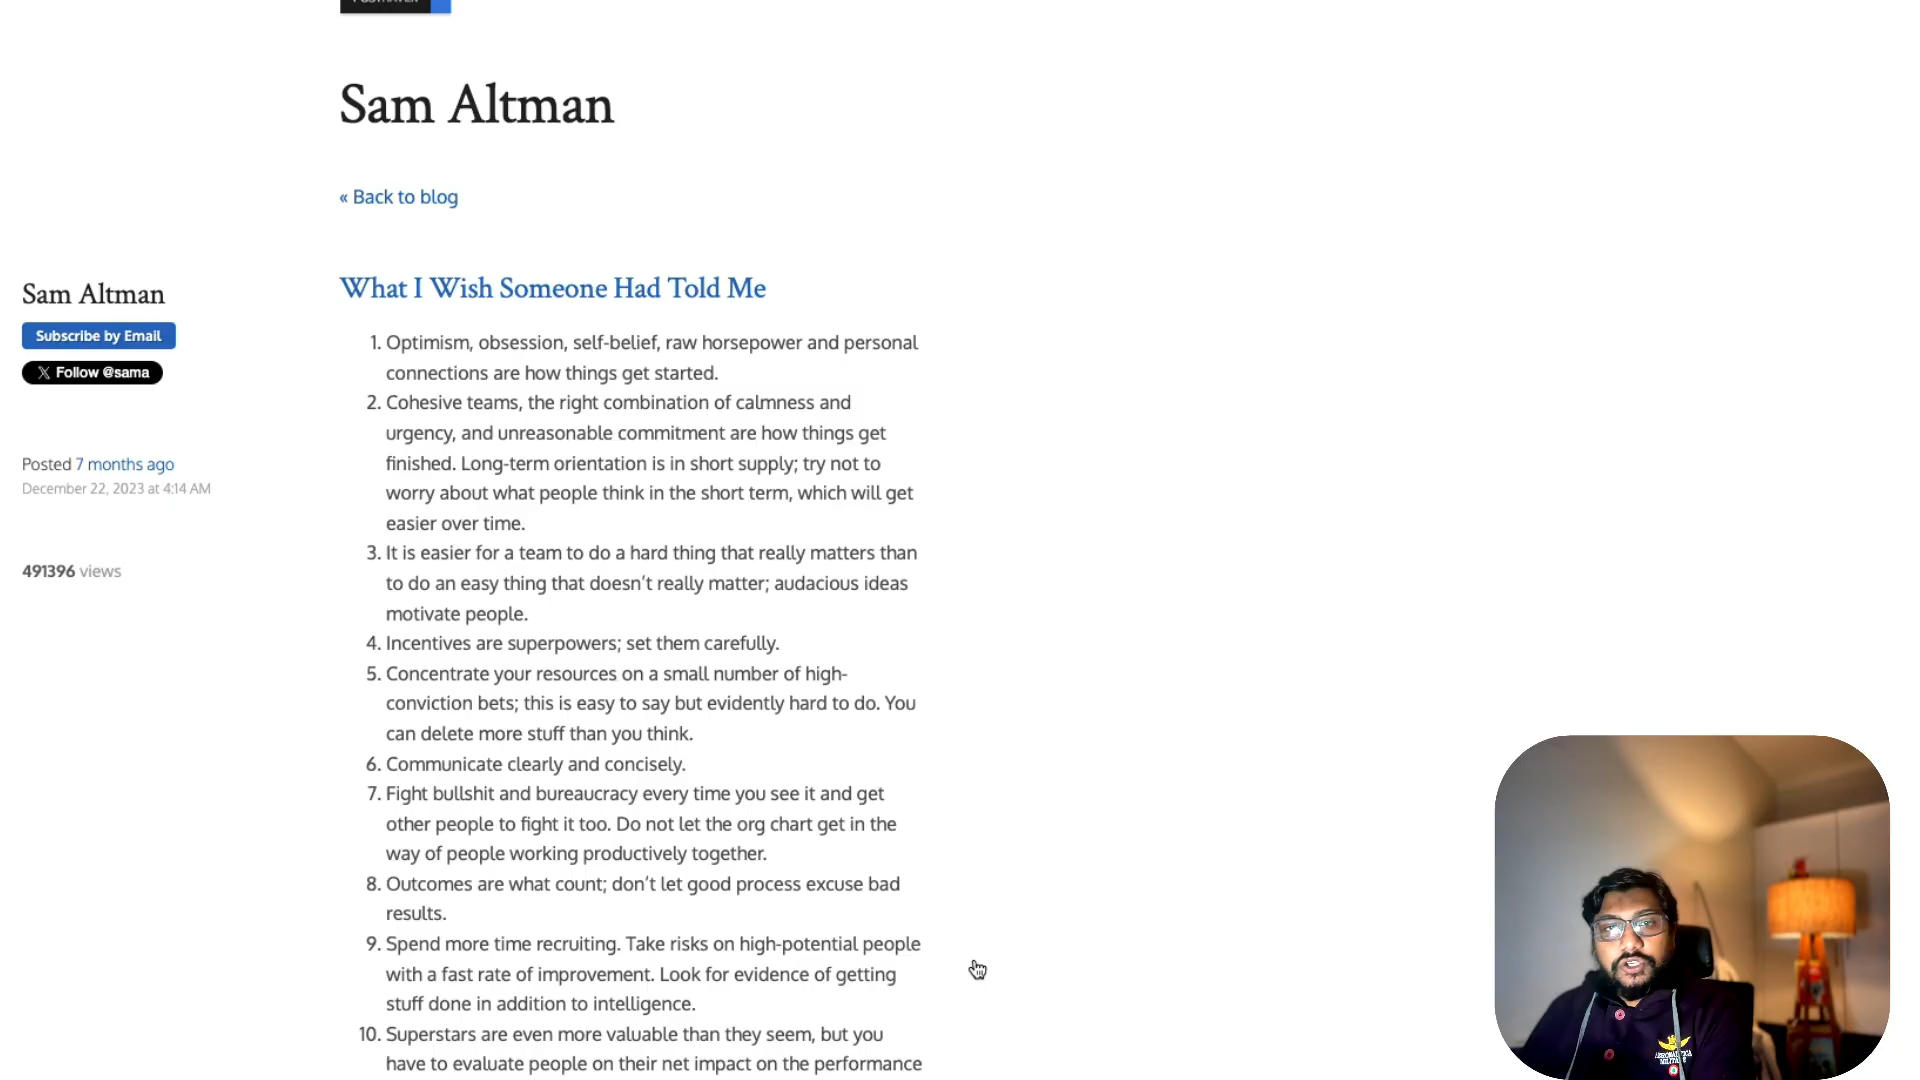 POSTHAVEN
Sam Altman
« Back to blog
Sam Altman
Subscribe by Email
Follow @sama
Posted 7 months ago
December 22, 2023 at 4:14 AM
491396 views
What I Wish Someone Had Told Me
1. Optimism, obsession, self-belief, raw horsepower and personal
connections are how things get started.
2. Cohesive teams, the right combination of calmness and
urgency, and unreasonable commitment are how things get
finished. Long-term orientation is in short supply; try not to
worry about what people think in the short term, which will get
easier over time.
3. It is easier for a team to do a hard thing that really matters than
to do an easy thing that doesn’t really matter; audacious ideas
motivate people.
4. Incentives are superpowers; set them carefully.
5. Concentrate your resources on a small number of high-
conviction bets; this is easy to say but evidently hard to do. You
can delete more stuff than you think.
6. Communicate clearly and concisely.
7. Fight bullshit and bureaucracy every time you see it and get
other people to fight it too. Do not let the org chart get in the
way of people working productively together.
8. Outcomes are what count; don’t let good process excuse bad
results.
9. Spend more time recruiting. Take risks on high-potential people
with a fast rate of improvement. Look for evidence of getting
stuff done in addition to intelligence.
10. Superstars are even more valuable than they seem, but you
have to evaluate people on their net impact on the performance